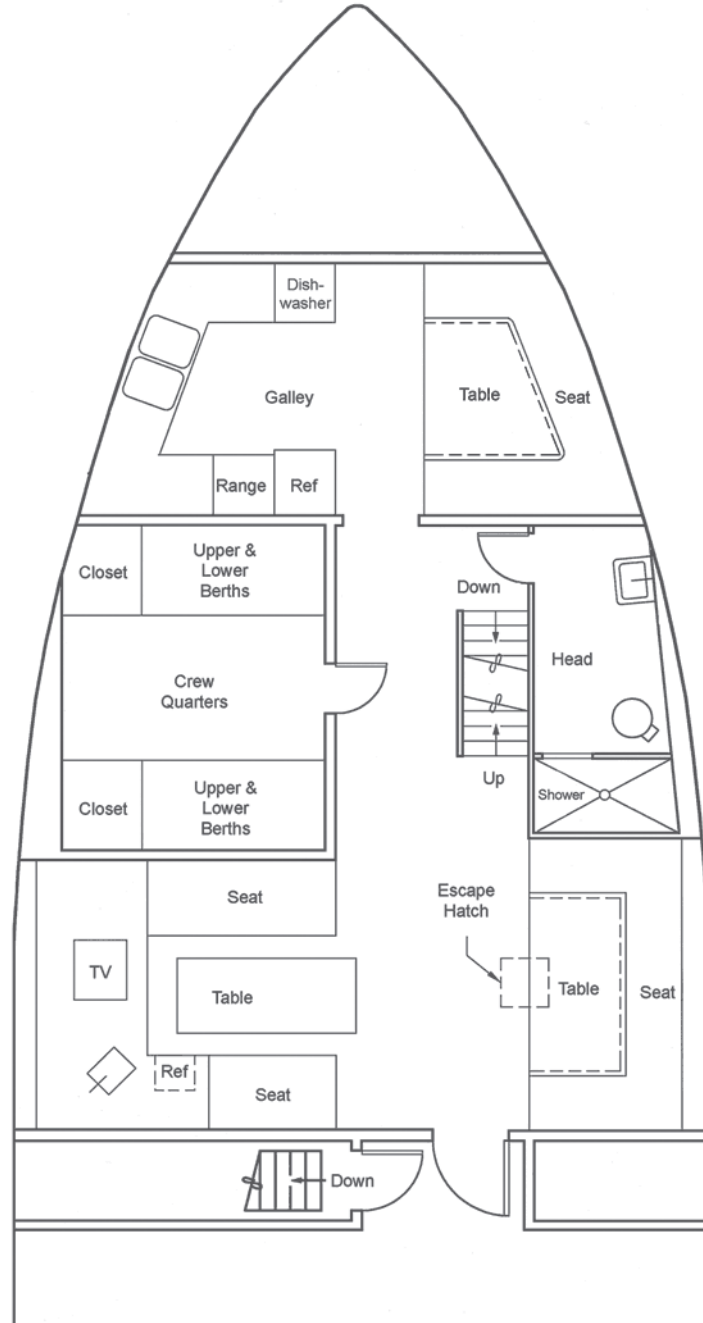 Dish-
washer
Galley
Table
Seat
Range
Ref
Closet
Upper &
Lower
Berths
Down
Head
Crew
Quarters
Up
Closet
Upper &
Lower
Berths
Shower
Seat
Escape
Hatch
TV
Table
Table
Seat
Ref
Seat
Down